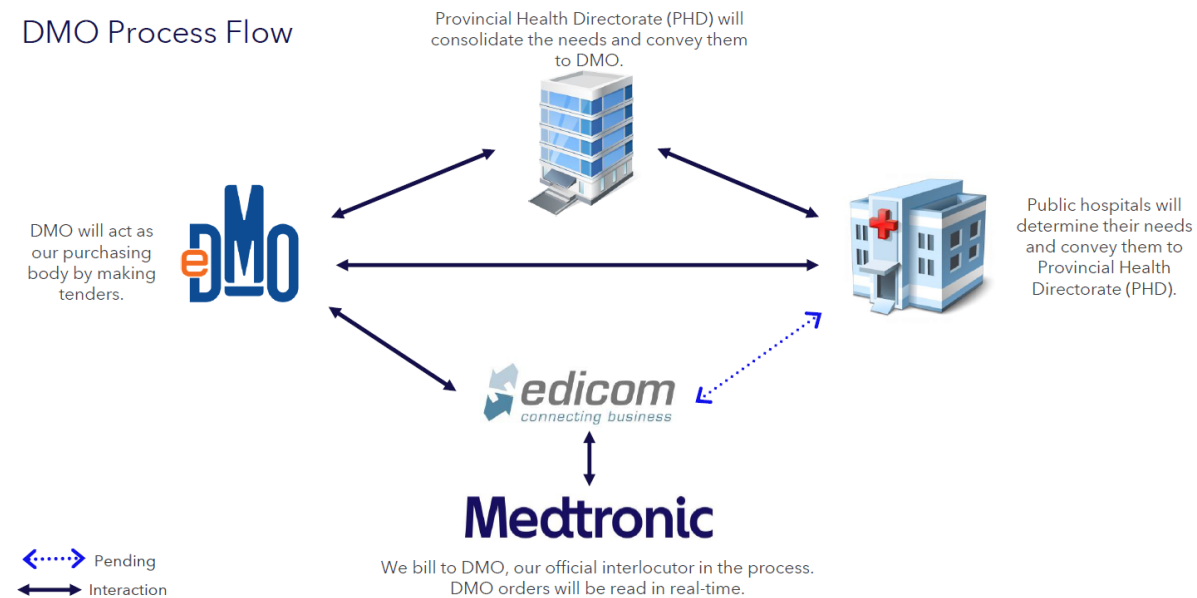 DMO Process Flow
Provincial Health Directorate (PHD) will
consolidate the needs and convey them
to DMO.
DMO will act as
our purchasing
body by making
tenders.
eDMO
Public hospitals will
determine their needs
and convey them to
Provincial Health
Directorate (PHD).
edicom
connecting business
Medtronic
We bill to DMO, our official interlocutor in the process.
DMO orders will be read in real-time.
Pending
Interaction